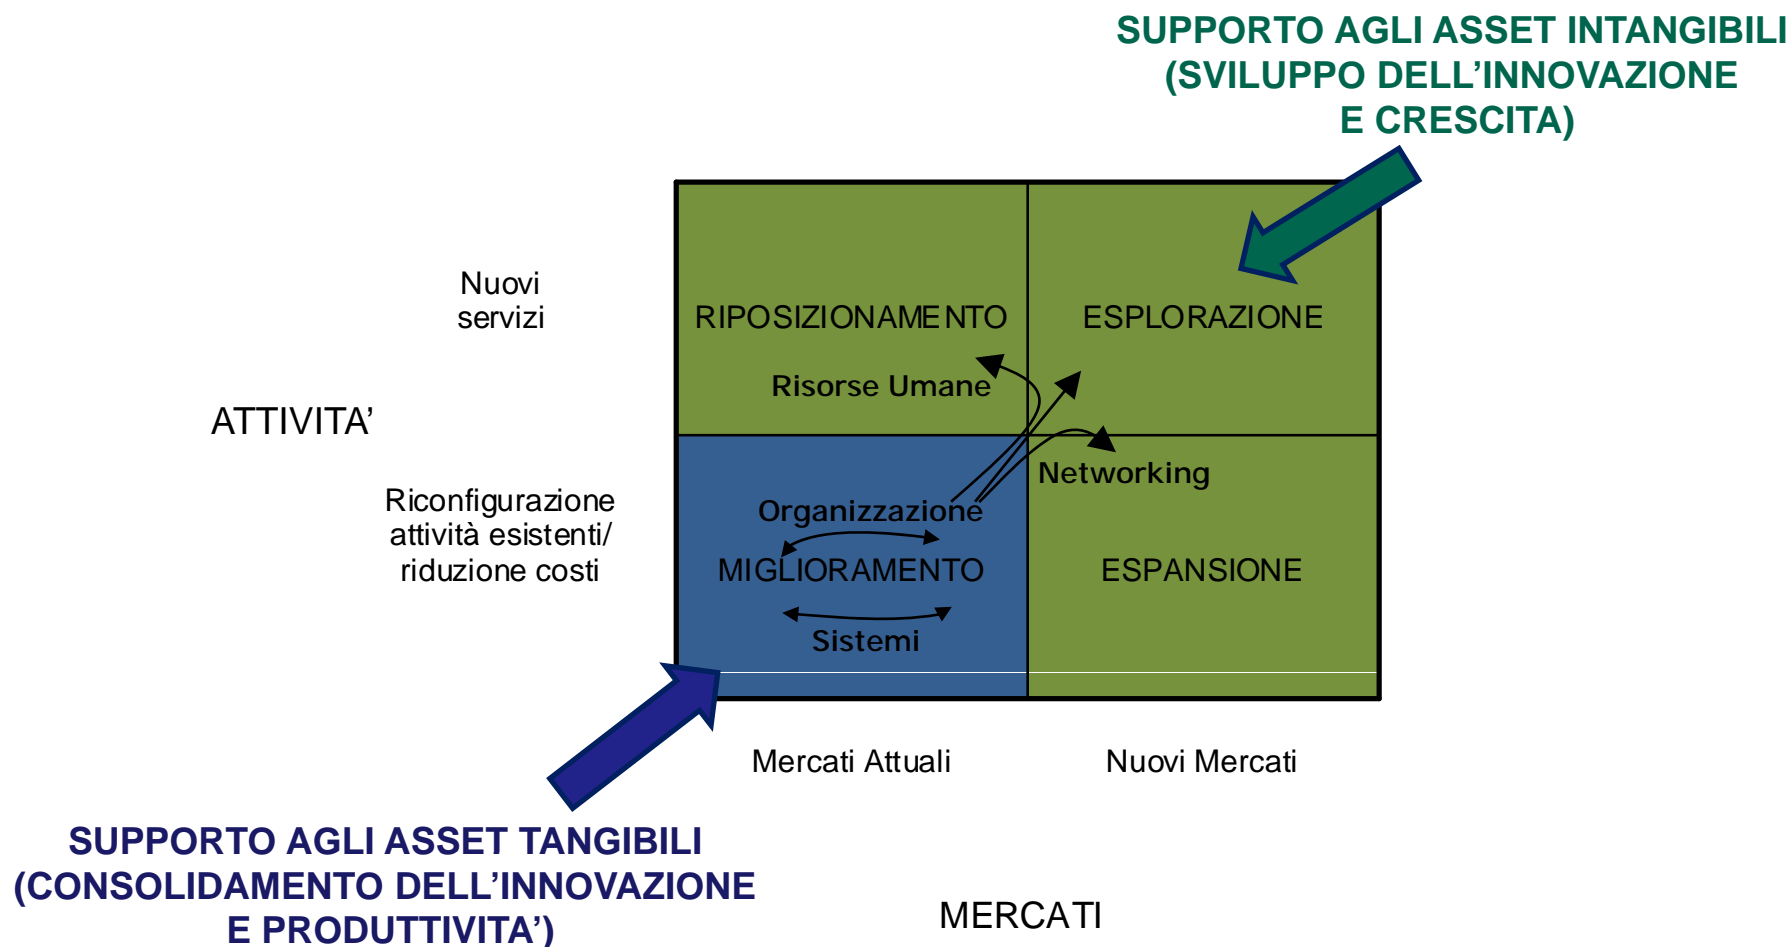 SUPPORTO AGLI ASSET INTANGIBILI
(SVILUPPO DELL’INNOVAZIONE
E CRESCITA)
Nuovi
servizi
RIPOSIZIONAMENTO
ESPLORAZIONE
Risorse Umane
ATTIVITA’
Networking
Riconfigurazione
attività esistenti/
riduzione costi
Organizzazione
MIGLIORAMENTO
ESPANSIONE
Sistemi
Mercati Attuali
Nuovi Mercati
SUPPORTO AGLI ASSET TANGIBILI
(CONSOLIDAMENTO DELL’INNOVAZIONE
E PRODUTTIVITA’)
MERCATI